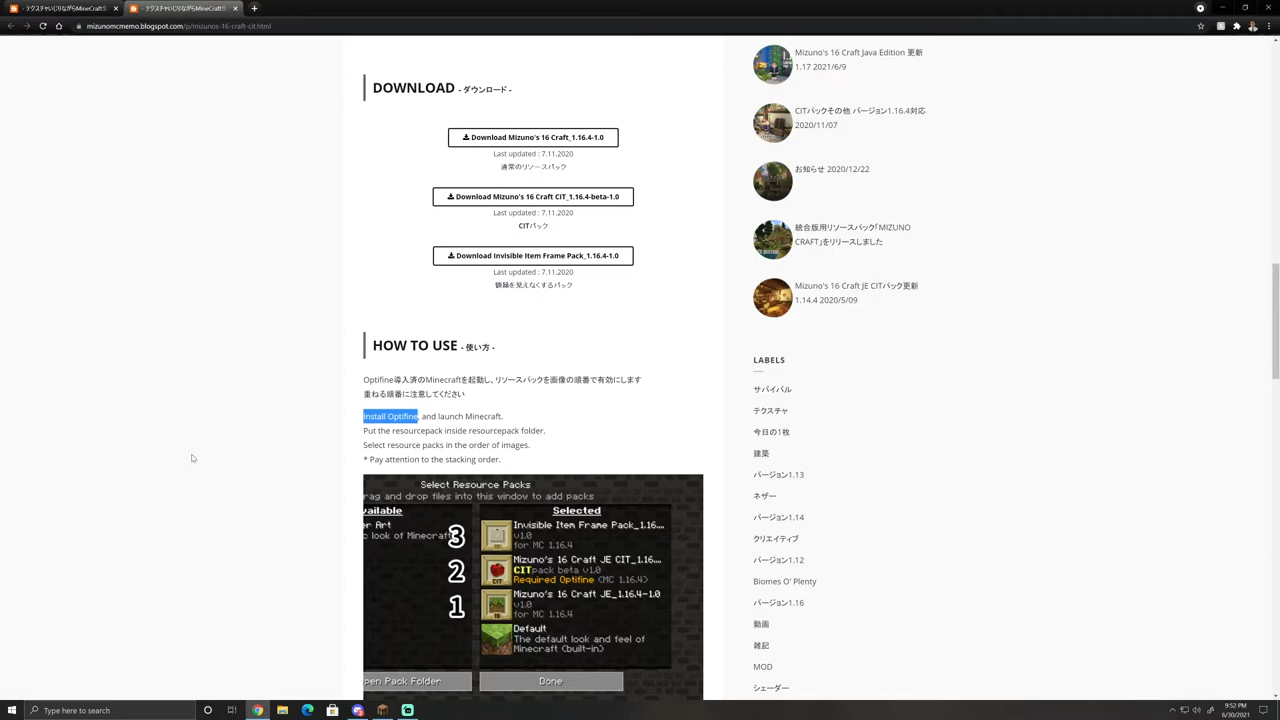 テクスチャいじりながらMineCraftS
テクスチャいじりながらMineCraftS
mizunomcmemo.blogspot.com/p/mizunos-16-craft-cit.html
DOWNLOAD - ダウンロード -
Download Mizuno's 16 Craft_1.16.4-1.0
Last updated : 7.11.2020
通常のリソースパック
Download Mizuno's 16 Craft CIT_1.16.4-beta-1.0
Last updated : 7.11.2020
CITパック
Download Invisible Item Frame Pack_1.16.4-1.0
Last updated : 7.11.2020
額縁を見えなくするパック
HOW TO USE - 使い方 -
Optifine導入済のMinecraftを起動し、リソースパックを画像の順番で有効にします
重ねる順番に注意してください
Install Optifine, and launch Minecraft.
Put the resourcepack inside resourcepack folder.
Select resource packs in the order of images.
* Pay attention to the stacking order.
Select Resource Packs
rag and drop files into this window to add packs
vailable
er Art
c look of Minecraft
3
2
1
Selected
Invisible Item Frame Pack_1.16....
v1.0
for MC 1.16.4
Mizuno's 16 Craft JE CIT_1.16....
CITpack beta v1.0
Required Optifine (MC 1.16.4)
Mizuno's 16 Craft JE_1.16.4-1.0
v1.0
for MC 1.16.4
Default
The default look and feel of
Minecraft (built-in)
pen Pack Folder
Done
Mizuno's 16 Craft Java Edition 更新
1.17 2021/6/9
CITパックその他 バージョン1.16.4対応
2020/11/07
お知らせ 2020/12/22
統合版用リソースパック「MIZUNO
CRAFT」をリリースしました
Mizuno's 16 Craft JE CITパック更新
1.14.4 2020/5/09
LABELS
サバイバル
テクスチャ
今日の1枚
建築
バージョン1.13
ネザー
バージョン1.14
クリエイティブ
バージョン1.12
Biomes O' Plenty
バージョン1.16
動画
雑記
MOD
シェーダー
Type here to search
9:52 PM
6/30/2021